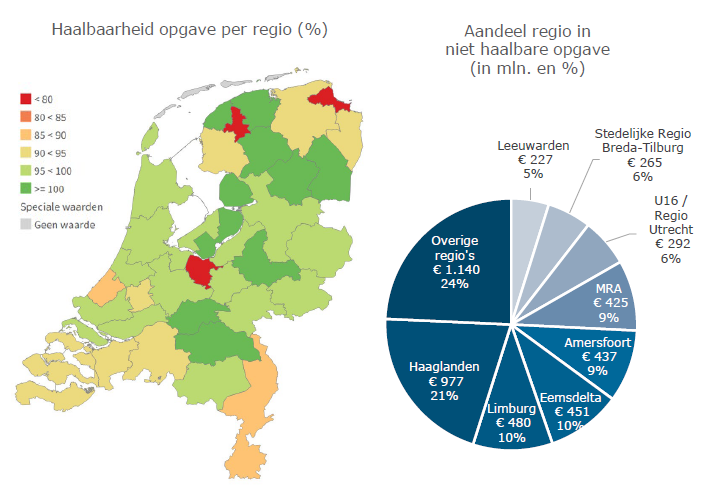 Haalbaarheid opgave per regio (%)
< 80
80 < 85
85 < 90
90 < 95
95 < 100
>= 100
Speciale waarden
Geen waarde
Aandeel regio in
niet haalbare opgave
(in mln. en %)
Leeuwarden
€ 227
5%
Stedelijke Regio
Breda-Tilburg
€ 265
6%
U16 /
Regio
Utrecht
€ 292
6%
MRA
€ 425
9%
Amersfoort
€ 437
9%
Eemsdelta
€ 451
10%
Limburg
€ 480
10%
Haaglanden
€ 977
21%
Overige
regio's
€ 1.140
24%